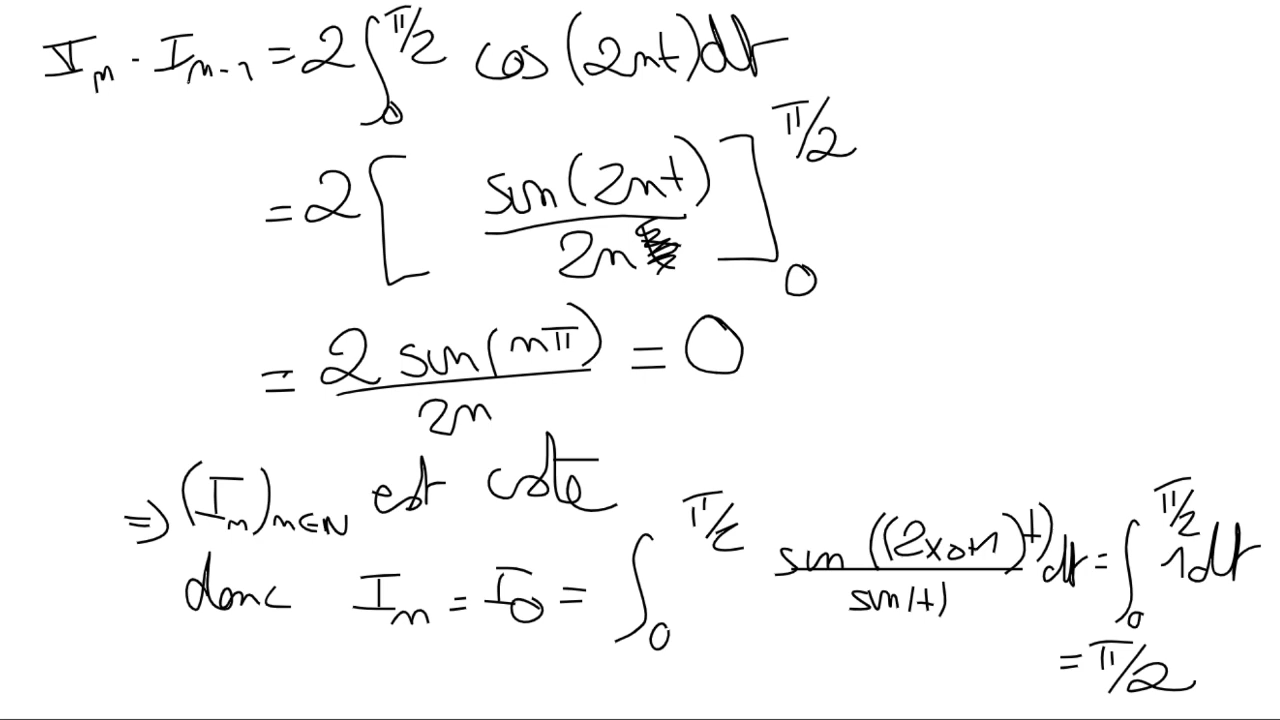 I_n - I_{n-1} = 2 ∫_0^{π/2} cos(2nt)dt
= 2 [ sin(2nt) / 2n ]_0^{π/2}
= 2 sin(nπ) / 2n = 0
⇒ (I_n)_{n∈N} est cste
donc I_n = I_0 = ∫_0^{π/2} sin((2×0+1)t) / sin(t) dt = ∫_0^{π/2} 1dt
= π/2